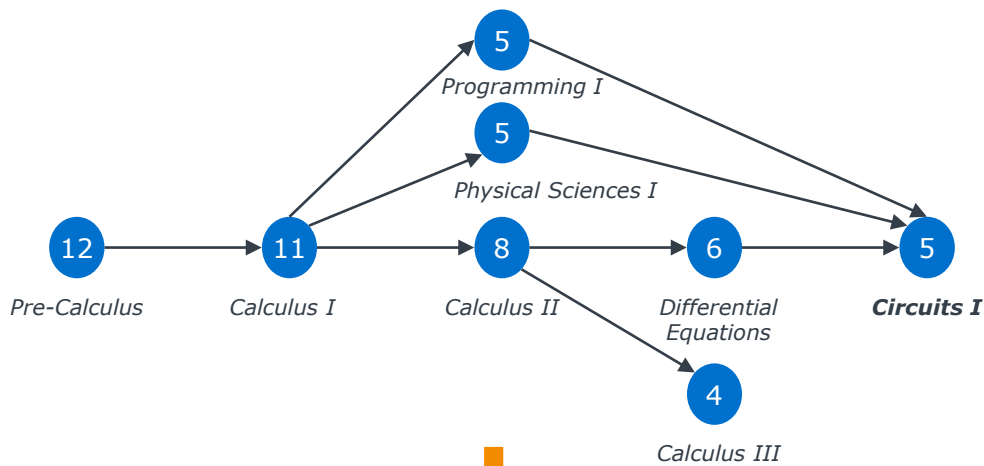 5
Programming I
5
Physical Sciences I
12
11
8
6
5
Pre-Calculus
Calculus I
Calculus II
Differential
Equations
Circuits I
4
Calculus III